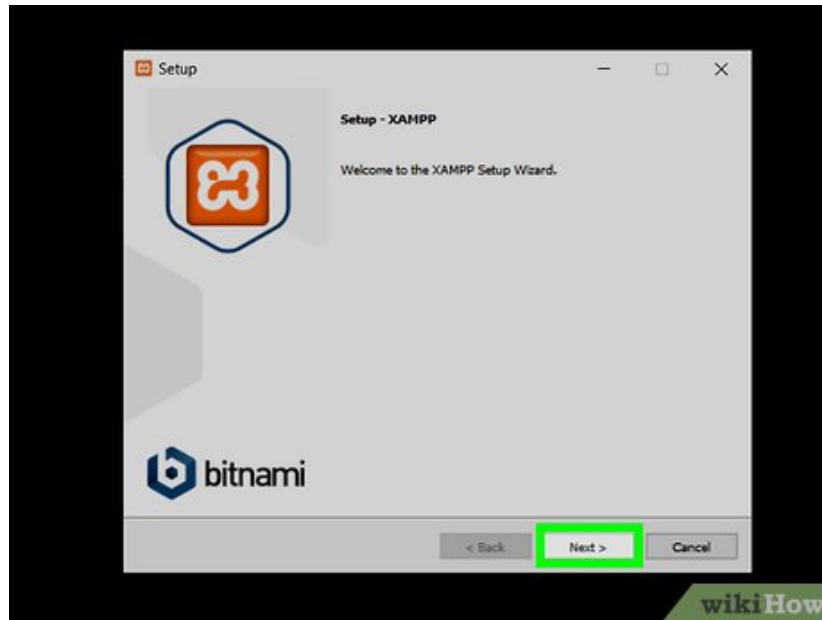 Setup
Setup - XAMPP
Welcome to the XAMPP Setup Wizard.
bitnami
< Back
Next >
Cancel
wikiHow